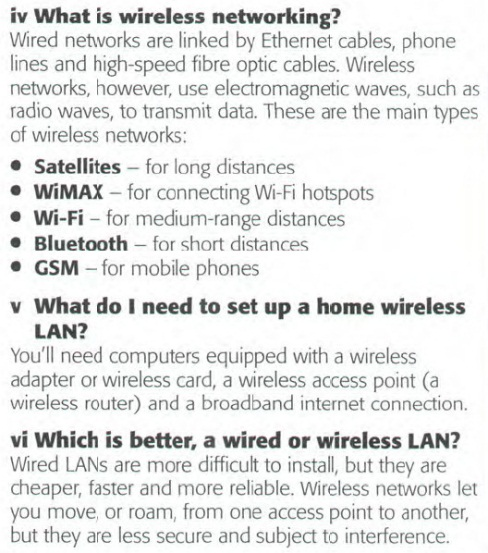 iv What is wireless networking?
Wired networks are linked by Ethernet cables, phone
lines and high-speed fibre optic cables. Wireless
networks, however, use electromagnetic waves, such as
radio waves, to transmit data. These are the main types
of wireless networks:
• Satellites – for long distances
• WiMAX – for connecting Wi-Fi hotspots
• Wi-Fi – for medium-range distances
• Bluetooth – for short distances
• GSM – for mobile phones
v What do I need to set up a home wireless
LAN?
You'll need computers equipped with a wireless
adapter or wireless card, a wireless access point (a
wireless router) and a broadband internet connection.
vi Which is better, a wired or wireless LAN?
Wired LANs are more difficult to install, but they are
cheaper, faster and more reliable. Wireless networks let
you move, or roam, from one access point to another,
but they are less secure and subject to interference.